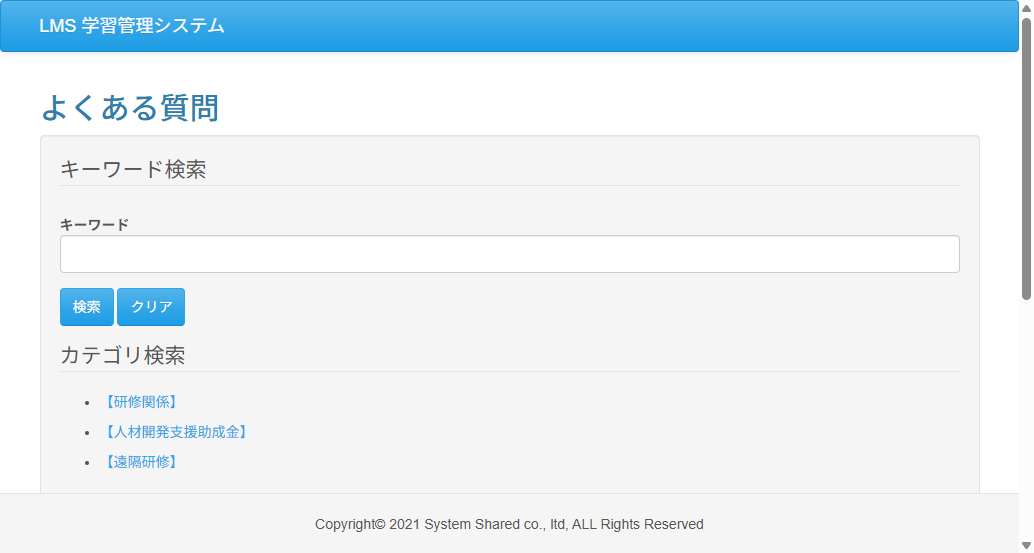 LMS 学習管理システム
よくある質問
キーワード検索
キーワード
検索 クリア
カテゴリ検索
【研修関係】
【人材開発支援助成金】
【遠隔研修】
Copyright© 2021 System Shared co., ltd, ALL Rights Reserved